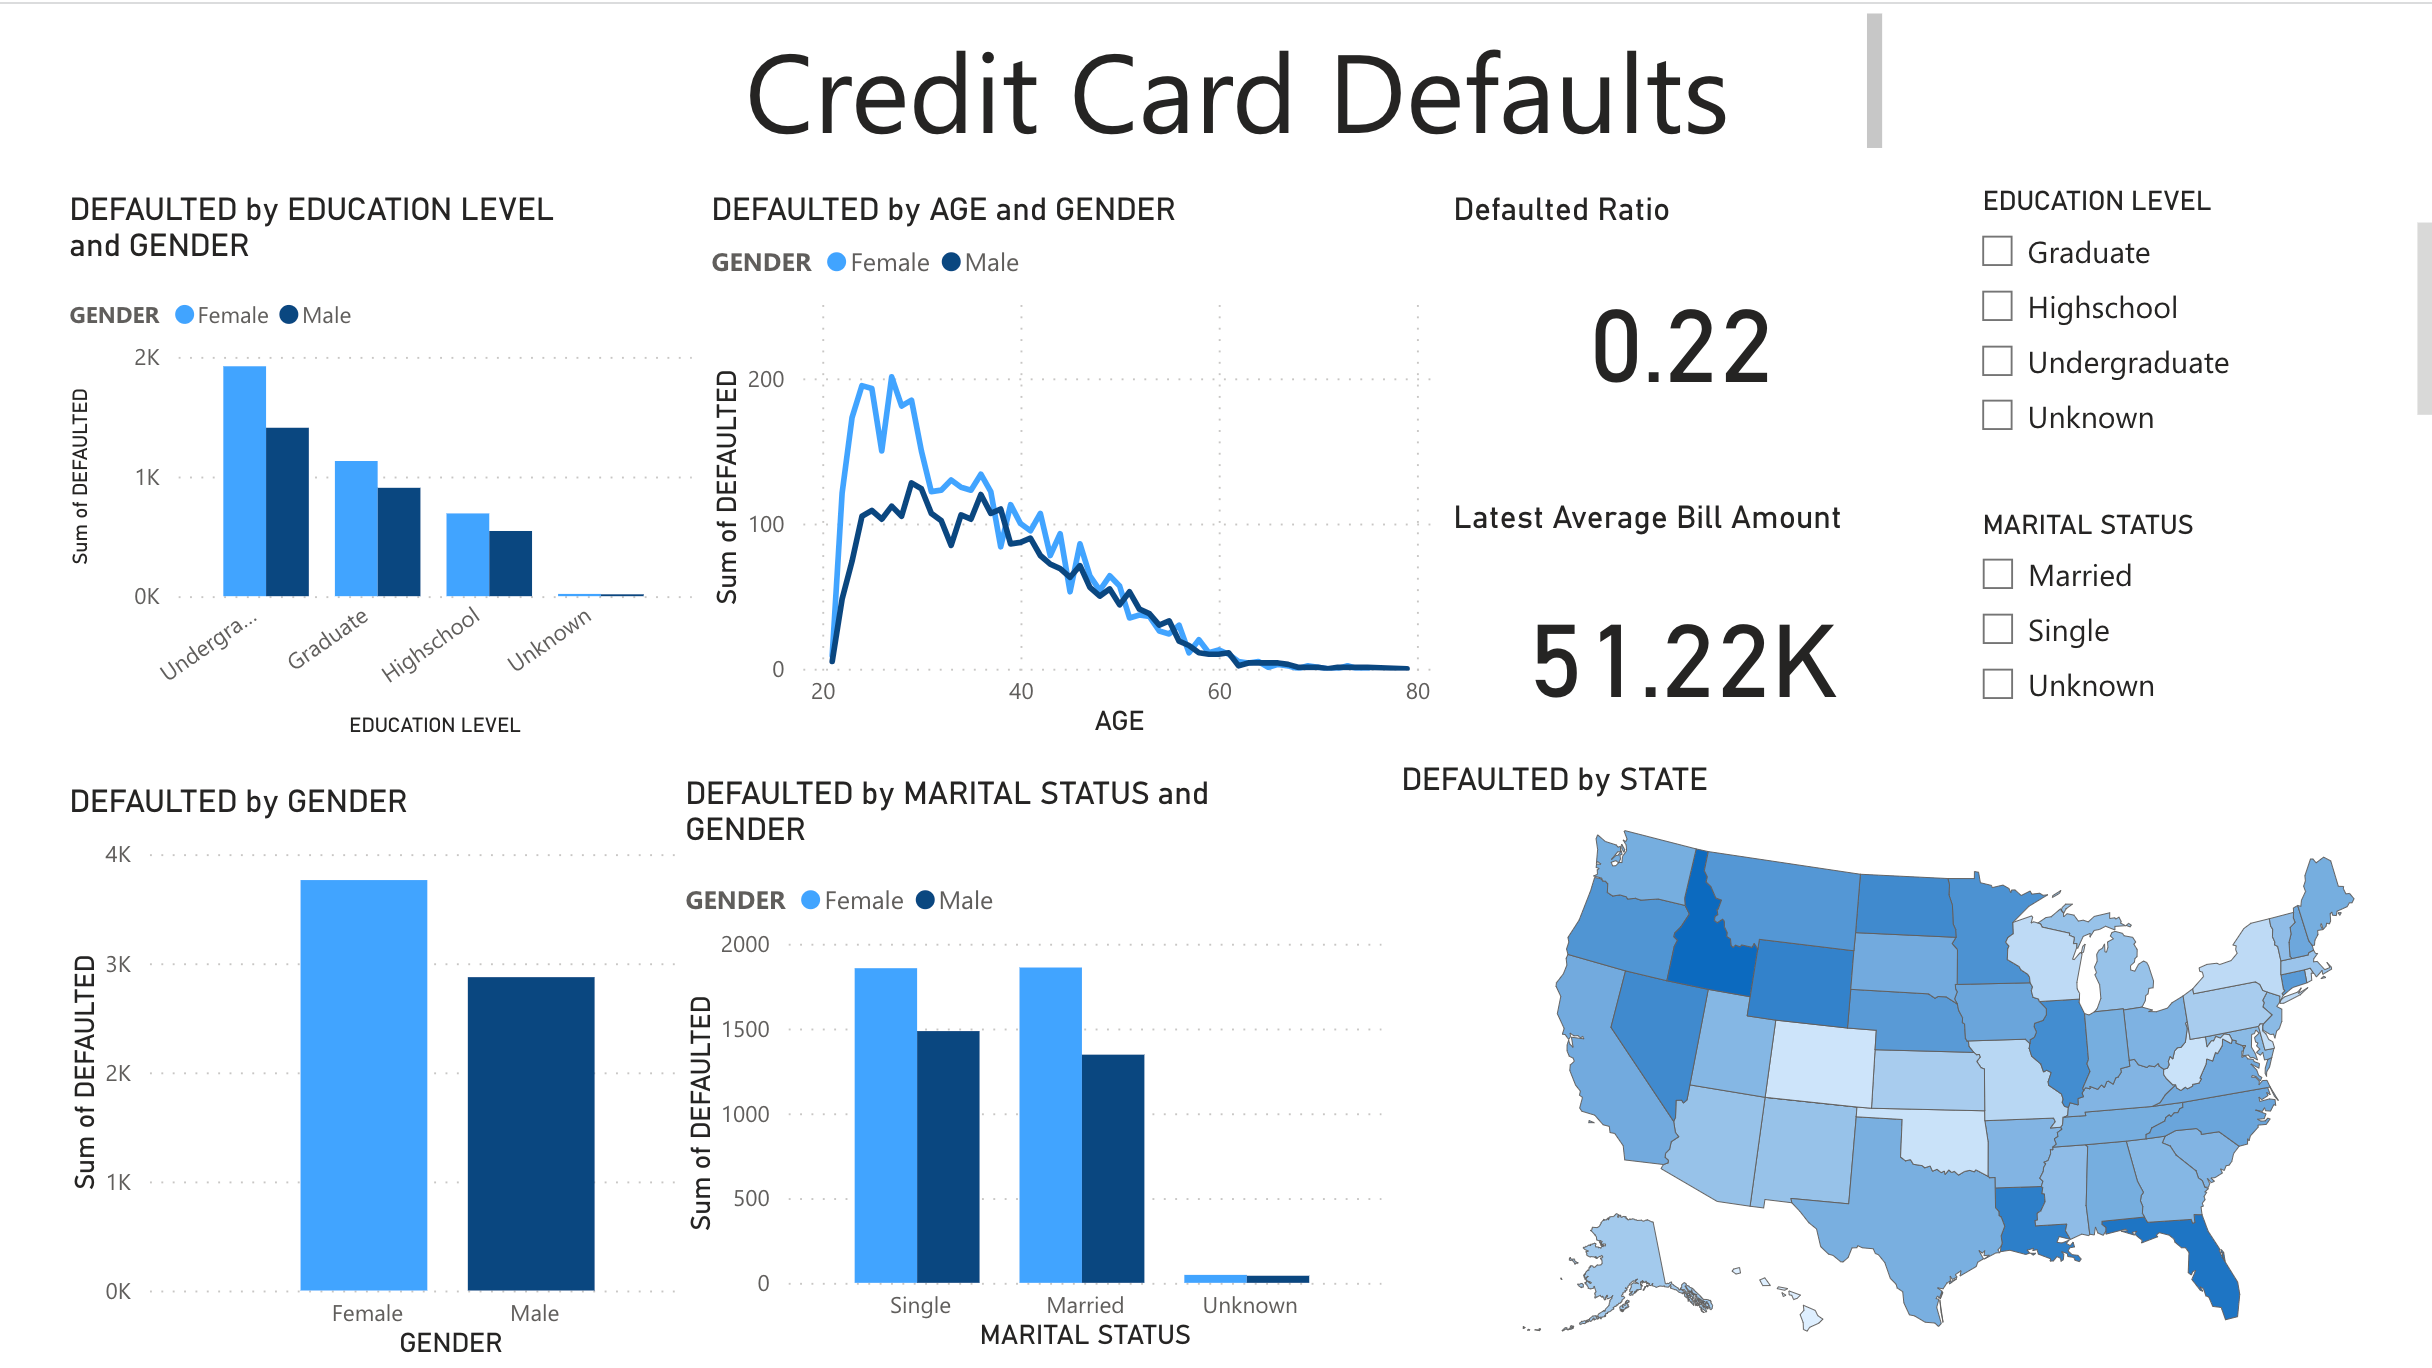 Credit Card Defaults
DEFAULTED by EDUCATION LEVEL
and GENDER
GENDER Female Male
2K
1K
0K
Sum of DEFAULTED
Undergra...
Graduate
Highschool
Unknown
EDUCATION LEVEL
DEFAULTED by AGE and GENDER
GENDER Female Male
200
100
0
Sum of DEFAULTED
20 40 60 80
AGE
Defaulted Ratio
0.22
Latest Average Bill Amount
51.22K
EDUCATION LEVEL
Graduate
Highschool
Undergraduate
Unknown
MARITAL STATUS
Married
Single
Unknown
DEFAULTED by GENDER
4K
3K
2K
1K
0K
Sum of DEFAULTED
Female Male
GENDER
DEFAULTED by MARITAL STATUS and
GENDER
GENDER Female Male
2000
1500
1000
500
0
Sum of DEFAULTED
Single Married Unknown
MARITAL STATUS
DEFAULTED by STATE